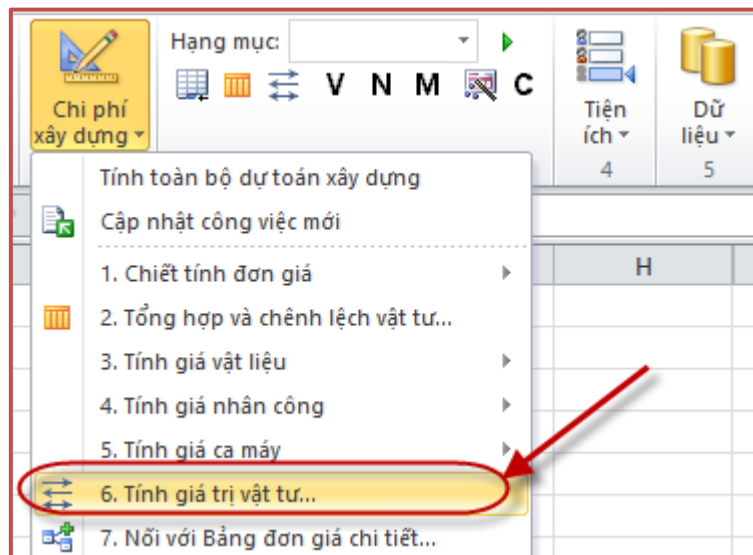 Hạng mục:
V N M C
Chi phí
xây dựng
Tiện
ích
4
Dữ
liệu
5
Tính toàn bộ dự toán xây dựng
Cập nhật công việc mới
1. Chiết tính đơn giá
2. Tổng hợp và chênh lệch vật tư...
3. Tính giá vật liệu
4. Tính giá nhân công
5. Tính giá ca máy
6. Tính giá trị vật tư...
7. Nối với Bảng đơn giá chi tiết...
H